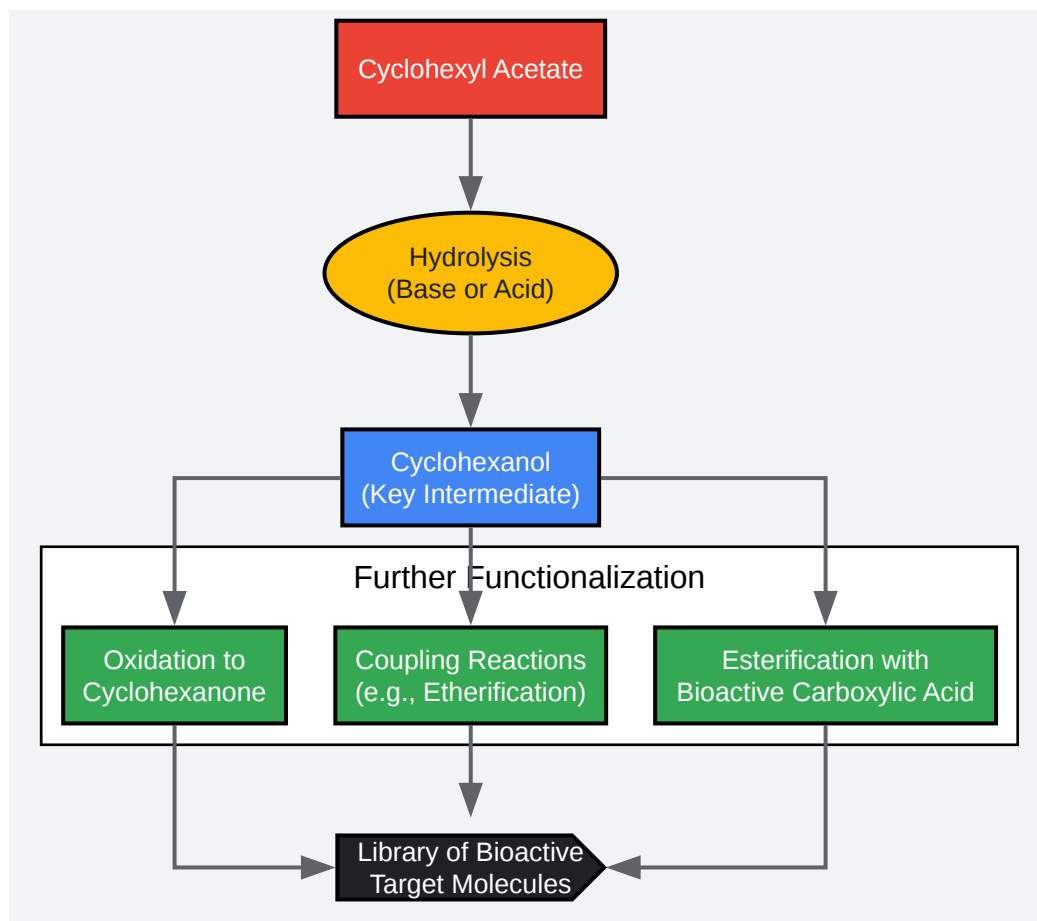 Cyclohexyl Acetate
Hydrolysis
(Base or Acid)
Cyclohexanol
(Key Intermediate)
Further Functionalization
Oxidation to
Cyclohexanone
Coupling Reactions
(e.g., Etherification)
Esterification with
Bioactive Carboxylic Acid
Library of Bioactive
Target Molecules